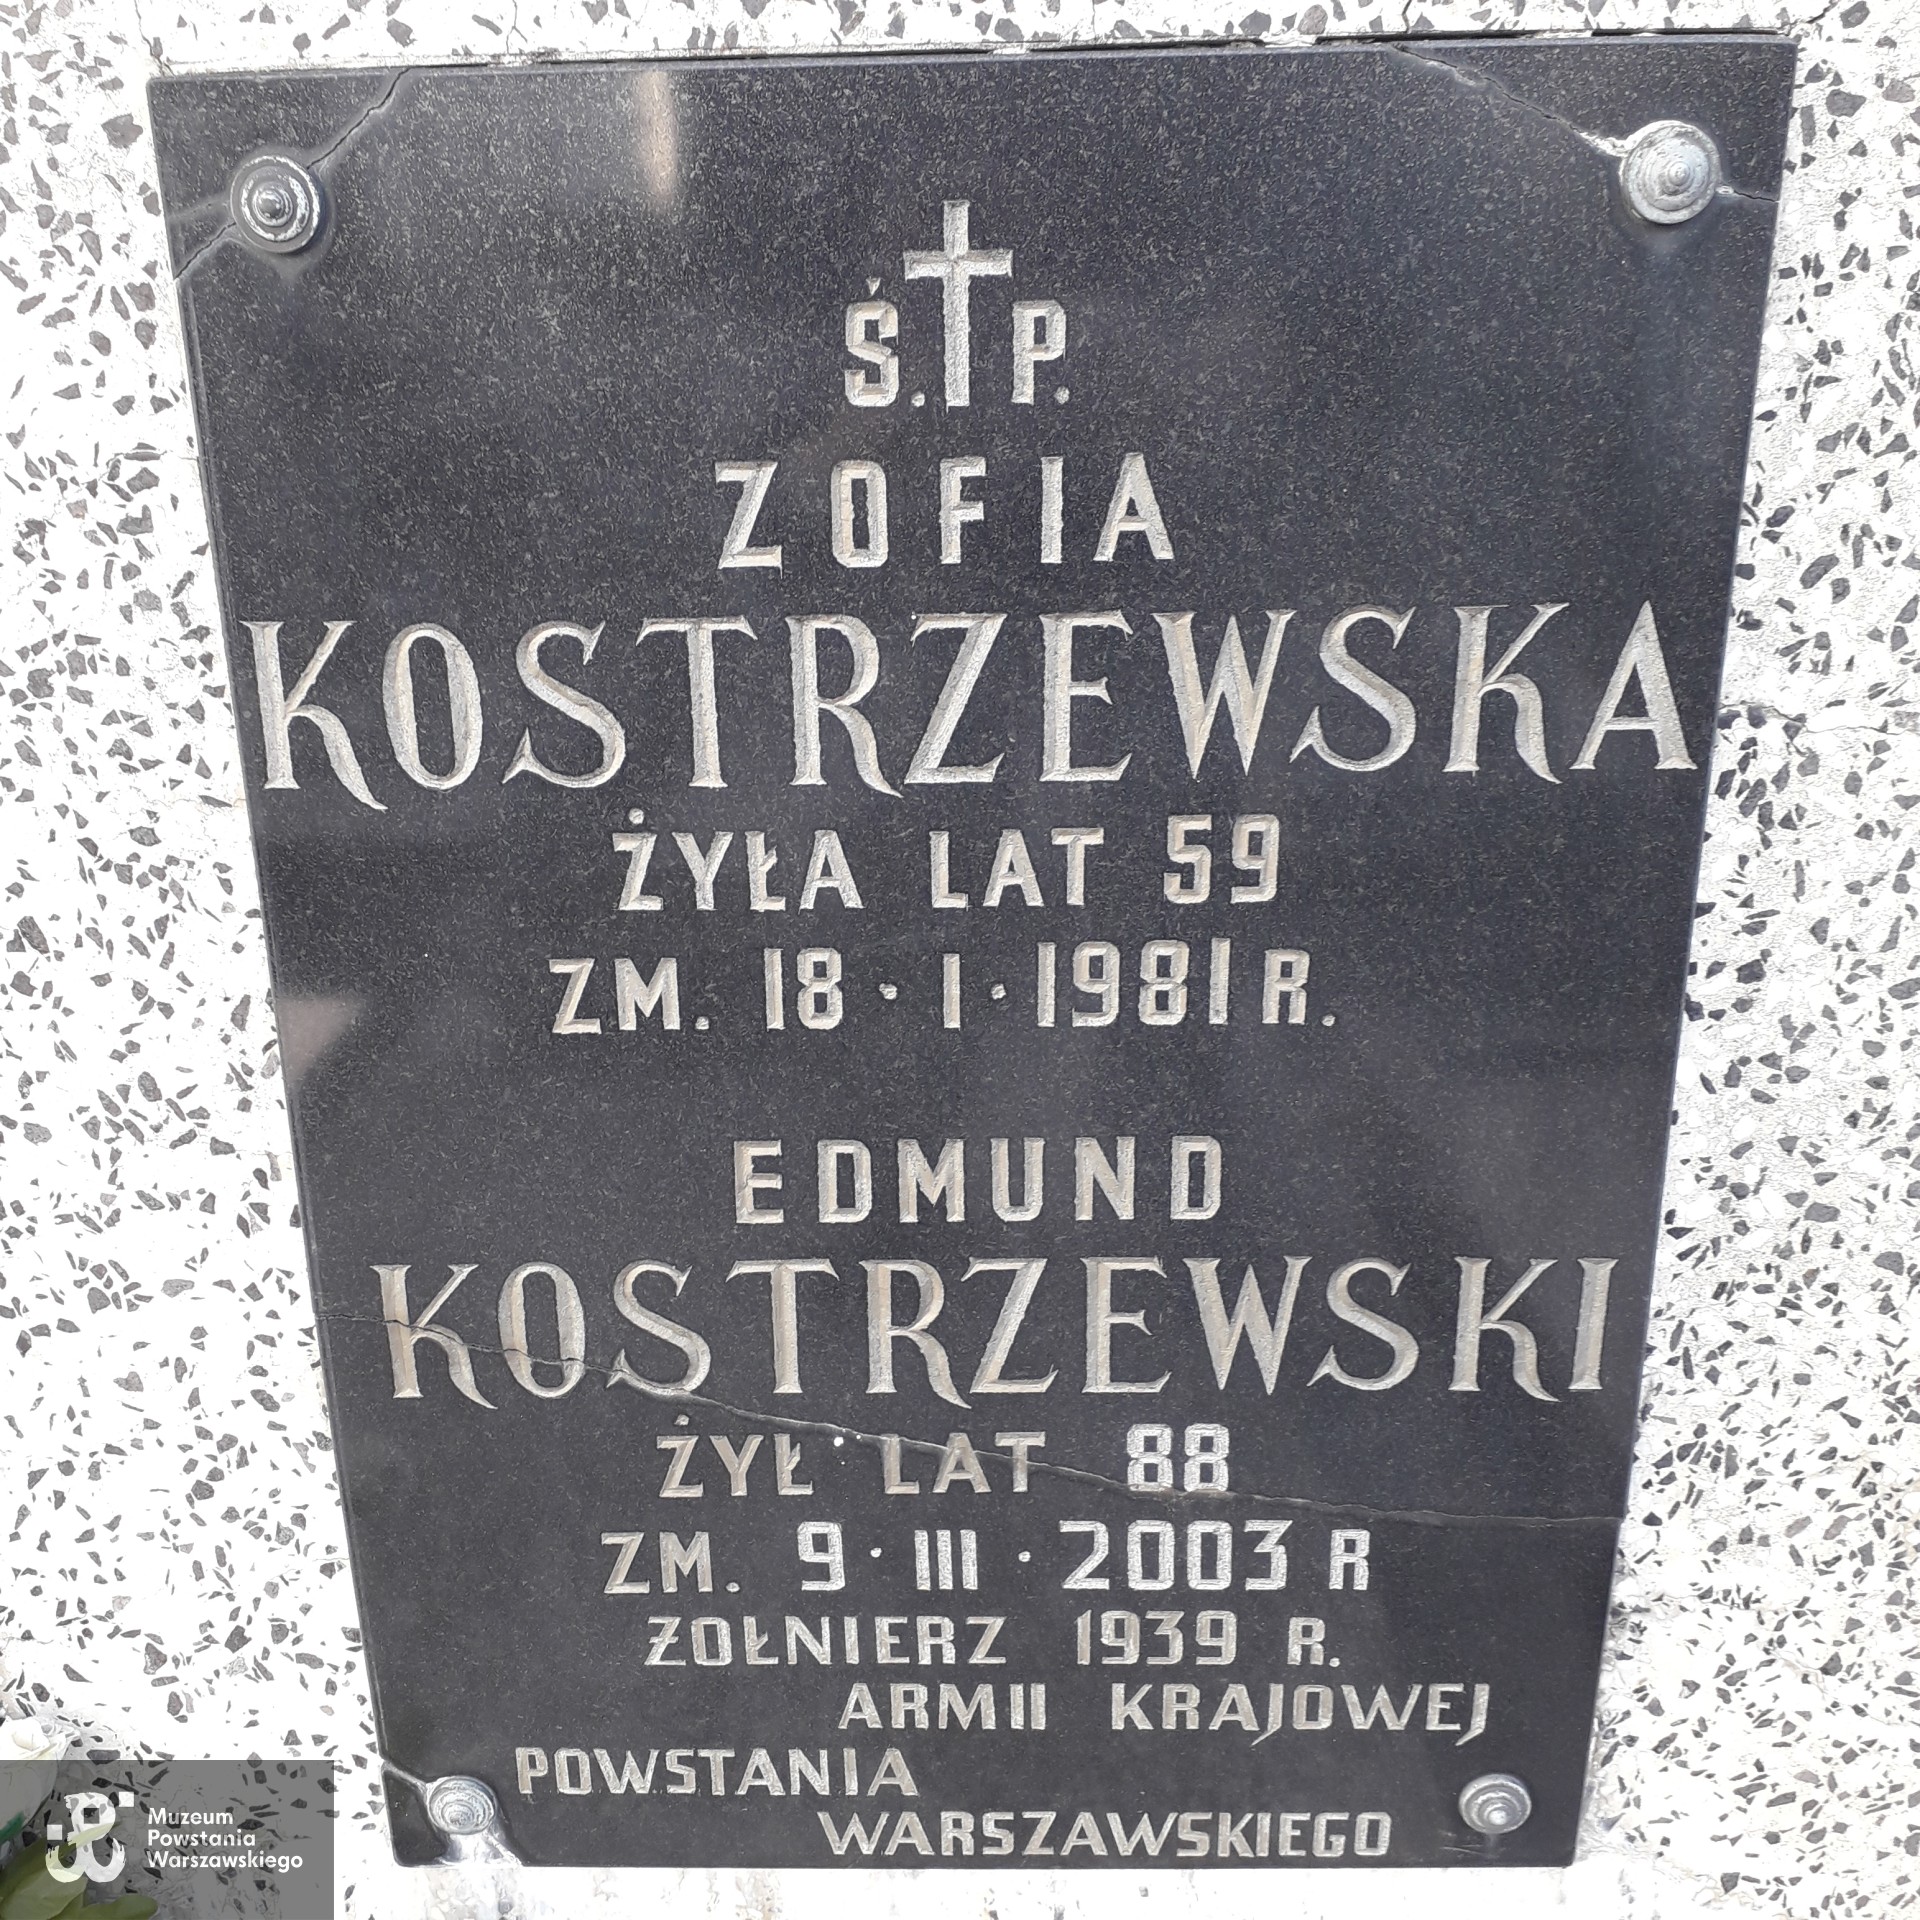 Ś.P.
ZOFIA
KOSTRZEWSKA
ŻYŁA LAT 59
ZM. 18·I·1981 R.
EDMUND
KOSTRZEWSKI
ŻYŁ LAT 88
ZM. 9·III·2003 R
ŻOŁNIERZ 1939 R.
ARMII KRAJOWEJ
POWSTANIA
WARSZAWSKIEGO
Muzeum
Powstania
Warszawskiego